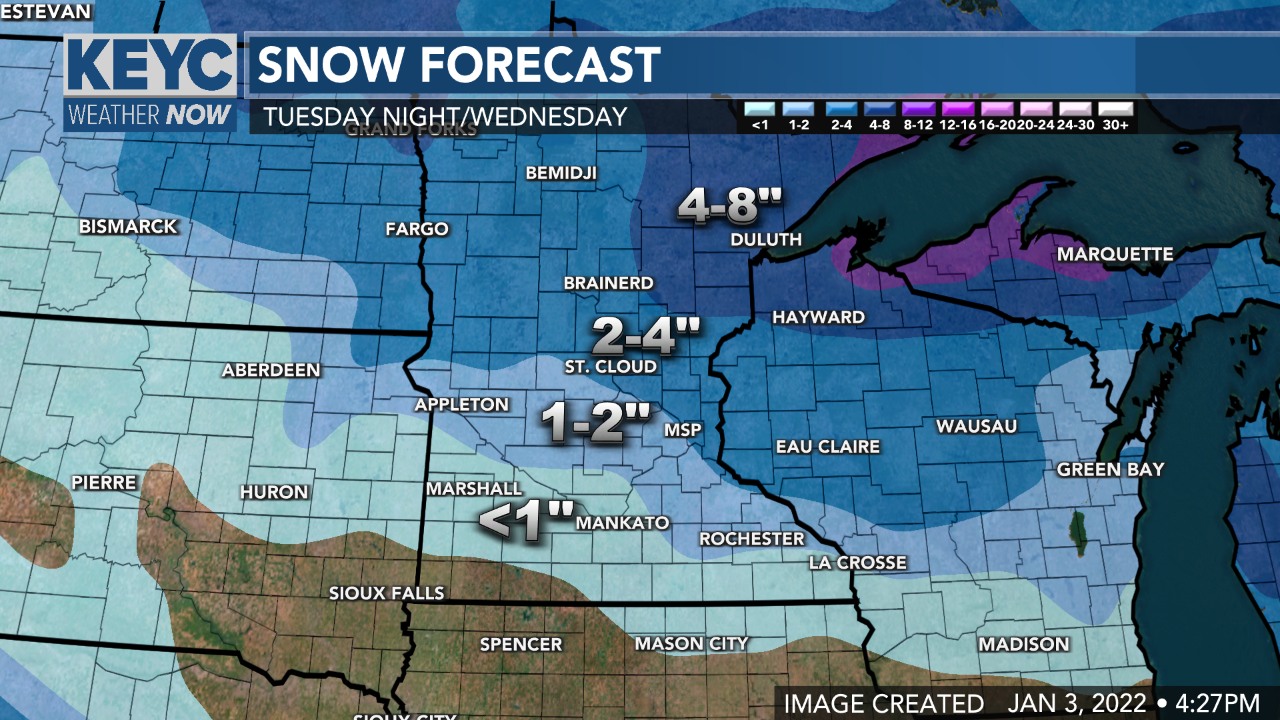 ESTEVAN
KEYC
WEATHER NOW
SNOW FORECAST
TUESDAY NIGHT/WEDNESDAY
<1 1-2 2-4 4-8 8-12 12-16 16-20 20-24 24-30 30+
GRAND FORKS
BEMIDJI
4-8"
BISMARCK
FARGO
DULUTH
MARQUETTE
BRAINERD
HAYWARD
2-4"
ST. CLOUD
ABERDEEN
APPLETON
1-2"
MSP
WAUSAU
EAU CLAIRE
GREEN BAY
PIERRE
HURON
MARSHALL
<1"
MANKATO
ROCHESTER
LA CROSSE
SIOUX FALLS
SPENCER
MASON CITY
MADISON
IMAGE CREATED JAN 3, 2022 • 4:27PM
SIOUX CITY